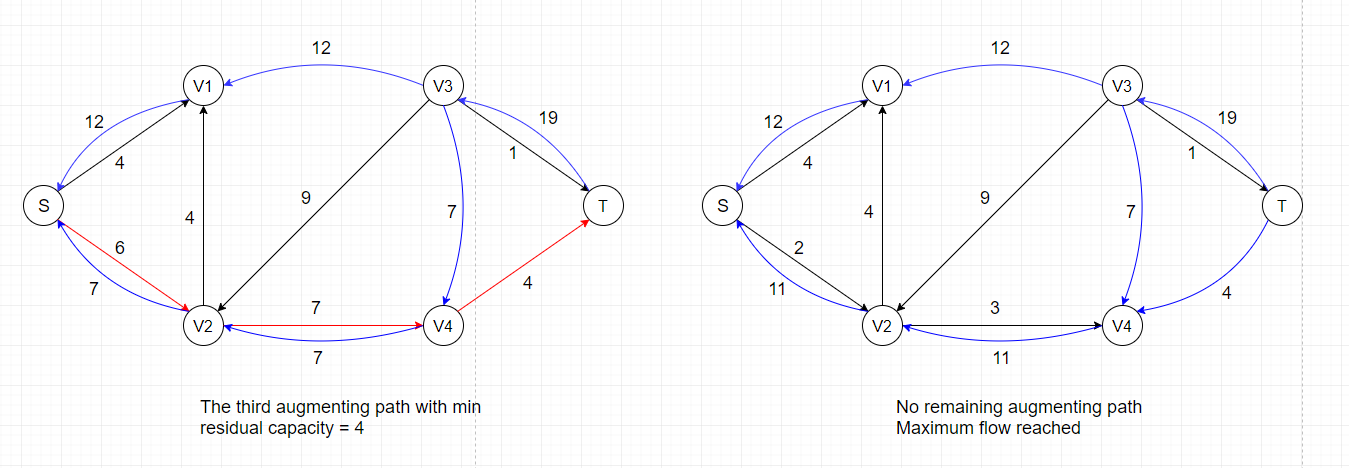 12
V1
V3
12
19
4
1
S
9
7
T
4
6
7
4
7
V2
V4
7
The third augmenting path with min
residual capacity = 4
12
V1
V3
12
19
4
1
S
9
4
7
T
2
11
3
4
V2
V4
11
No remaining augmenting path
Maximum flow reached